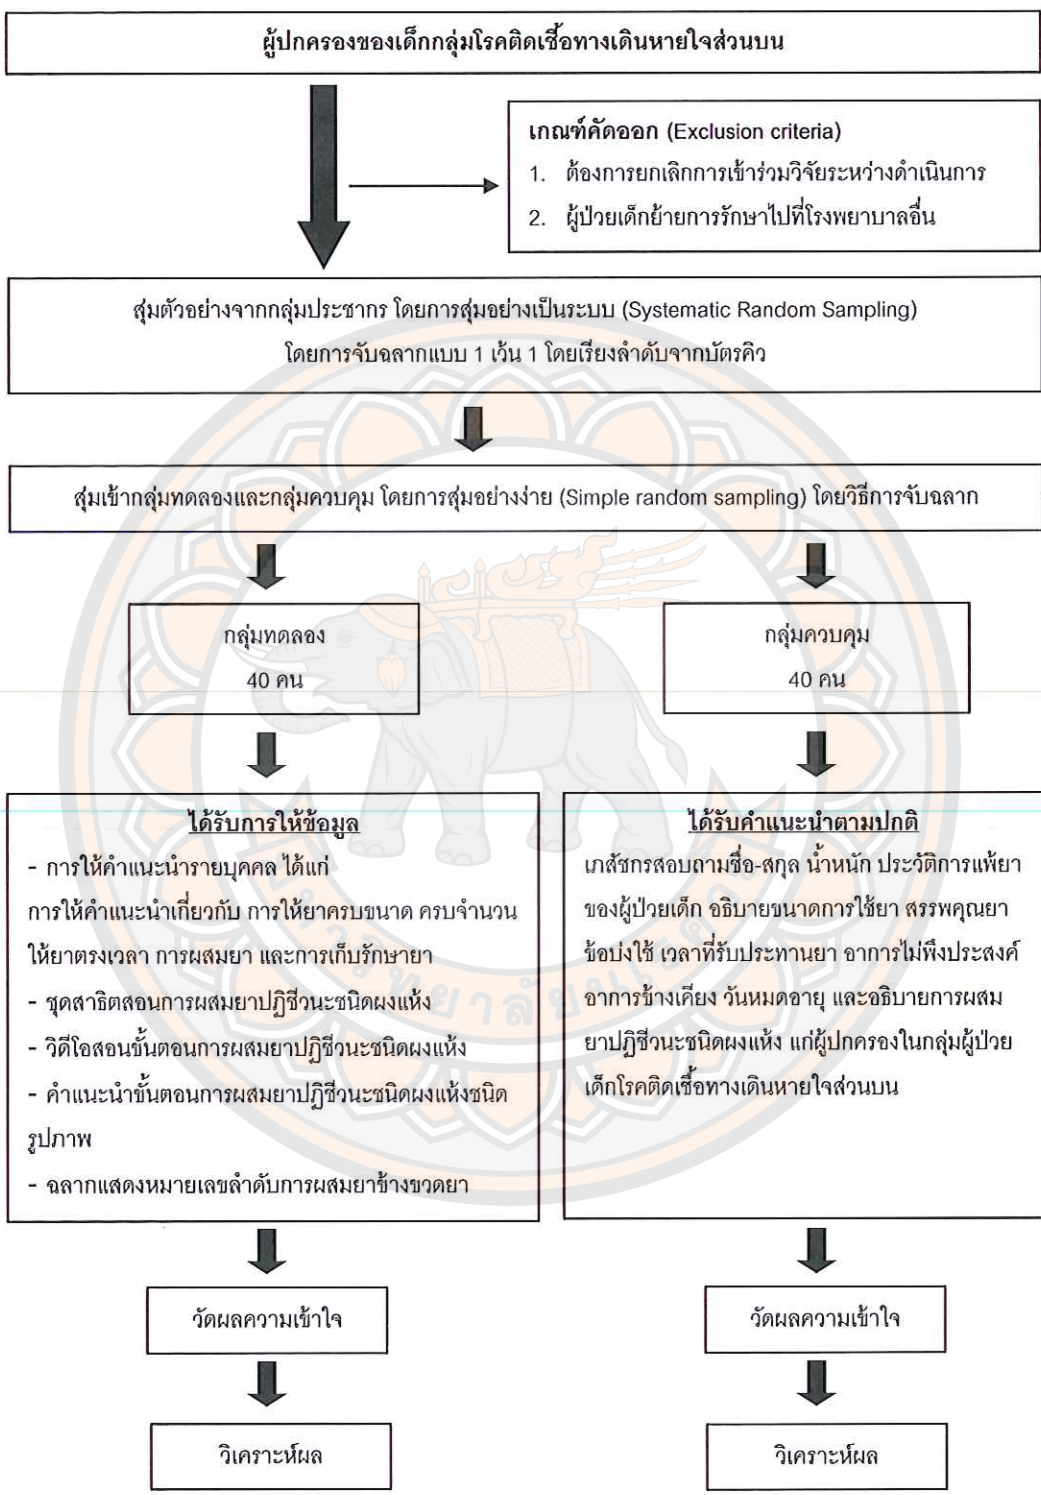 ผู้ปกครองของเด็กกลุ่มโรคติดเชื้อทางเดินหายใจส่วนบน
เกณฑ์คัดออก (Exclusion criteria)
1. ต้องการยกเลิกการเข้าร่วมวิจัยระหว่างดำเนินการ
2. ผู้ป่วยเด็กย้ายการรักษาไปที่โรงพยาบาลอื่น
สุ่มตัวอย่างจากกลุ่มประชากร โดยการสุ่มอย่างเป็นระบบ (Systematic Random Sampling)
โดยการจับฉลากแบบ 1 เว้น 1 โดยเรียงลำดับจากบัตรคิว
สุ่มเข้ากลุ่มทดลองและกลุ่มควบคุม โดยการสุ่มอย่างง่าย (Simple random sampling) โดยวิธีการจับฉลาก
กลุ่มทดลอง
40 คน
กลุ่มควบคุม
40 คน
ได้รับการให้ข้อมูล
- การให้คำแนะนำรายบุคคล ได้แก่
การให้คำแนะนำเกี่ยวกับ การให้ยาครบขนาด ครบจำนวน
ให้ยาตรงเวลา การผสมยา และการเก็บรักษายา
- ชุดสาธิตสอนการผสมยาปฏิชีวนะชนิดผงแห้ง
- วิดีโอสอนขั้นตอนการผสมยาปฏิชีวนะชนิดผงแห้ง
- คำแนะนำขั้นตอนการผสมยาปฏิชีวนะชนิดผงแห้งชนิด
รูปภาพ
- ฉลากแสดงหมายเลขลำดับการผสมยาข้างขวดยา
ได้รับคำแนะนำตามปกติ
เภสัชกรสอบถามชื่อ-สกุล น้ำหนัก ประวัติการแพ้ยา
ของผู้ป่วยเด็ก อธิบายขนาดการใช้ยา สรรพคุณยา
ข้อบ่งใช้ เวลาที่รับประทานยา อาการไม่พึงประสงค์
อาการข้างเคียง วันหมดอายุ และอธิบายการผสม
ยาปฏิชีวนะชนิดผงแห้ง แก่ผู้ปกครองในกลุ่มผู้ป่วย
เด็กโรคติดเชื้อทางเดินหายใจส่วนบน
วัดผลความเข้าใจ
วัดผลความเข้าใจ
วิเคราะห์ผล
วิเคราะห์ผล
มหาวิทยาลัยนเรศวร